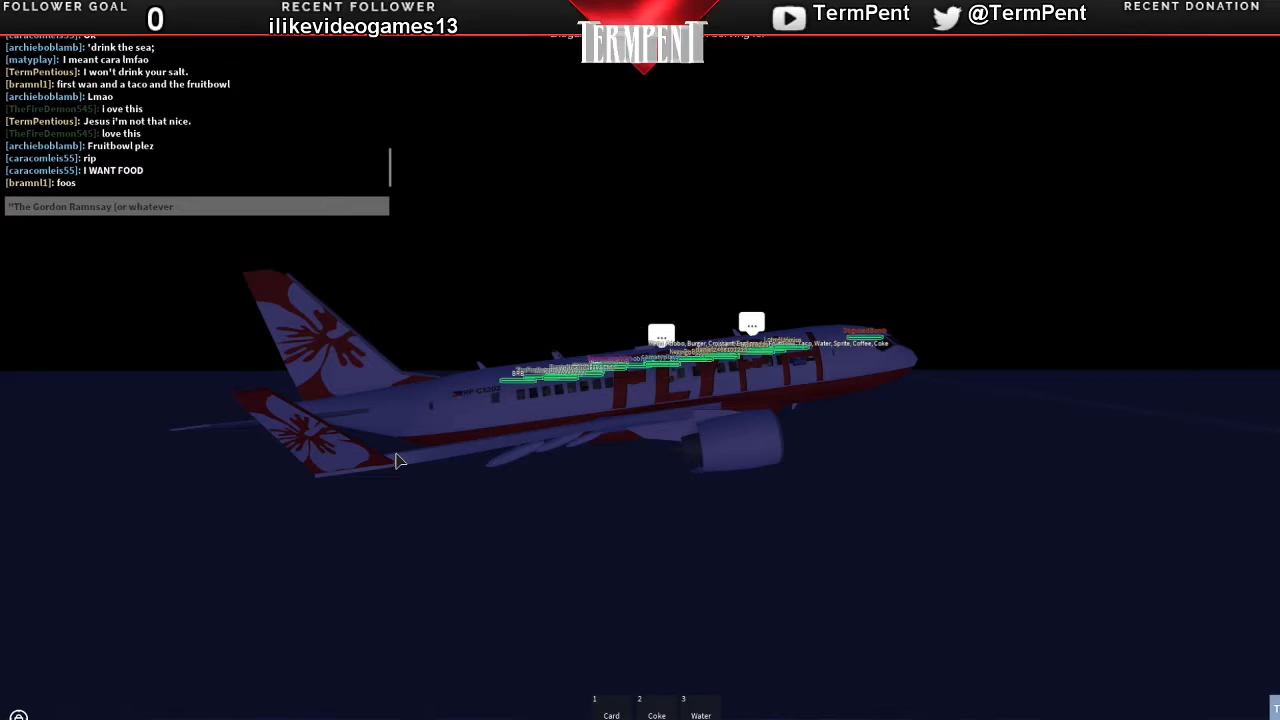 FOLLOWER GOAL
0
RECENT FOLLOWER
ilikevideogames13
TERMPENT
TermPent
@TermPent
RECENT DONATION
[archieboblamb]: 'drink the sea;
[matyplay]: I meant cara lmfao
[TermPentious]: I won't drink your salt.
[bramnl1]: first wan and a taco and the fruitbowl
[archieboblamb]: Lmao
[TheFireDemon545]: i ove this
[TermPentious]: Jesus i'm not that nice.
[TheFireDemon545]: love this
[archieboblamb]: Fruitbowl plez
[caracomleis55]: rip
[caracomleis55]: I WANT FOOD
[bramnl1]: foos
"The Gordon Ramnsay (or whatever
...
...
Burger, Croissant
Taco, Water, Sprite, Coffee, Coke
BRB
1
Card
2
Coke
3
Water